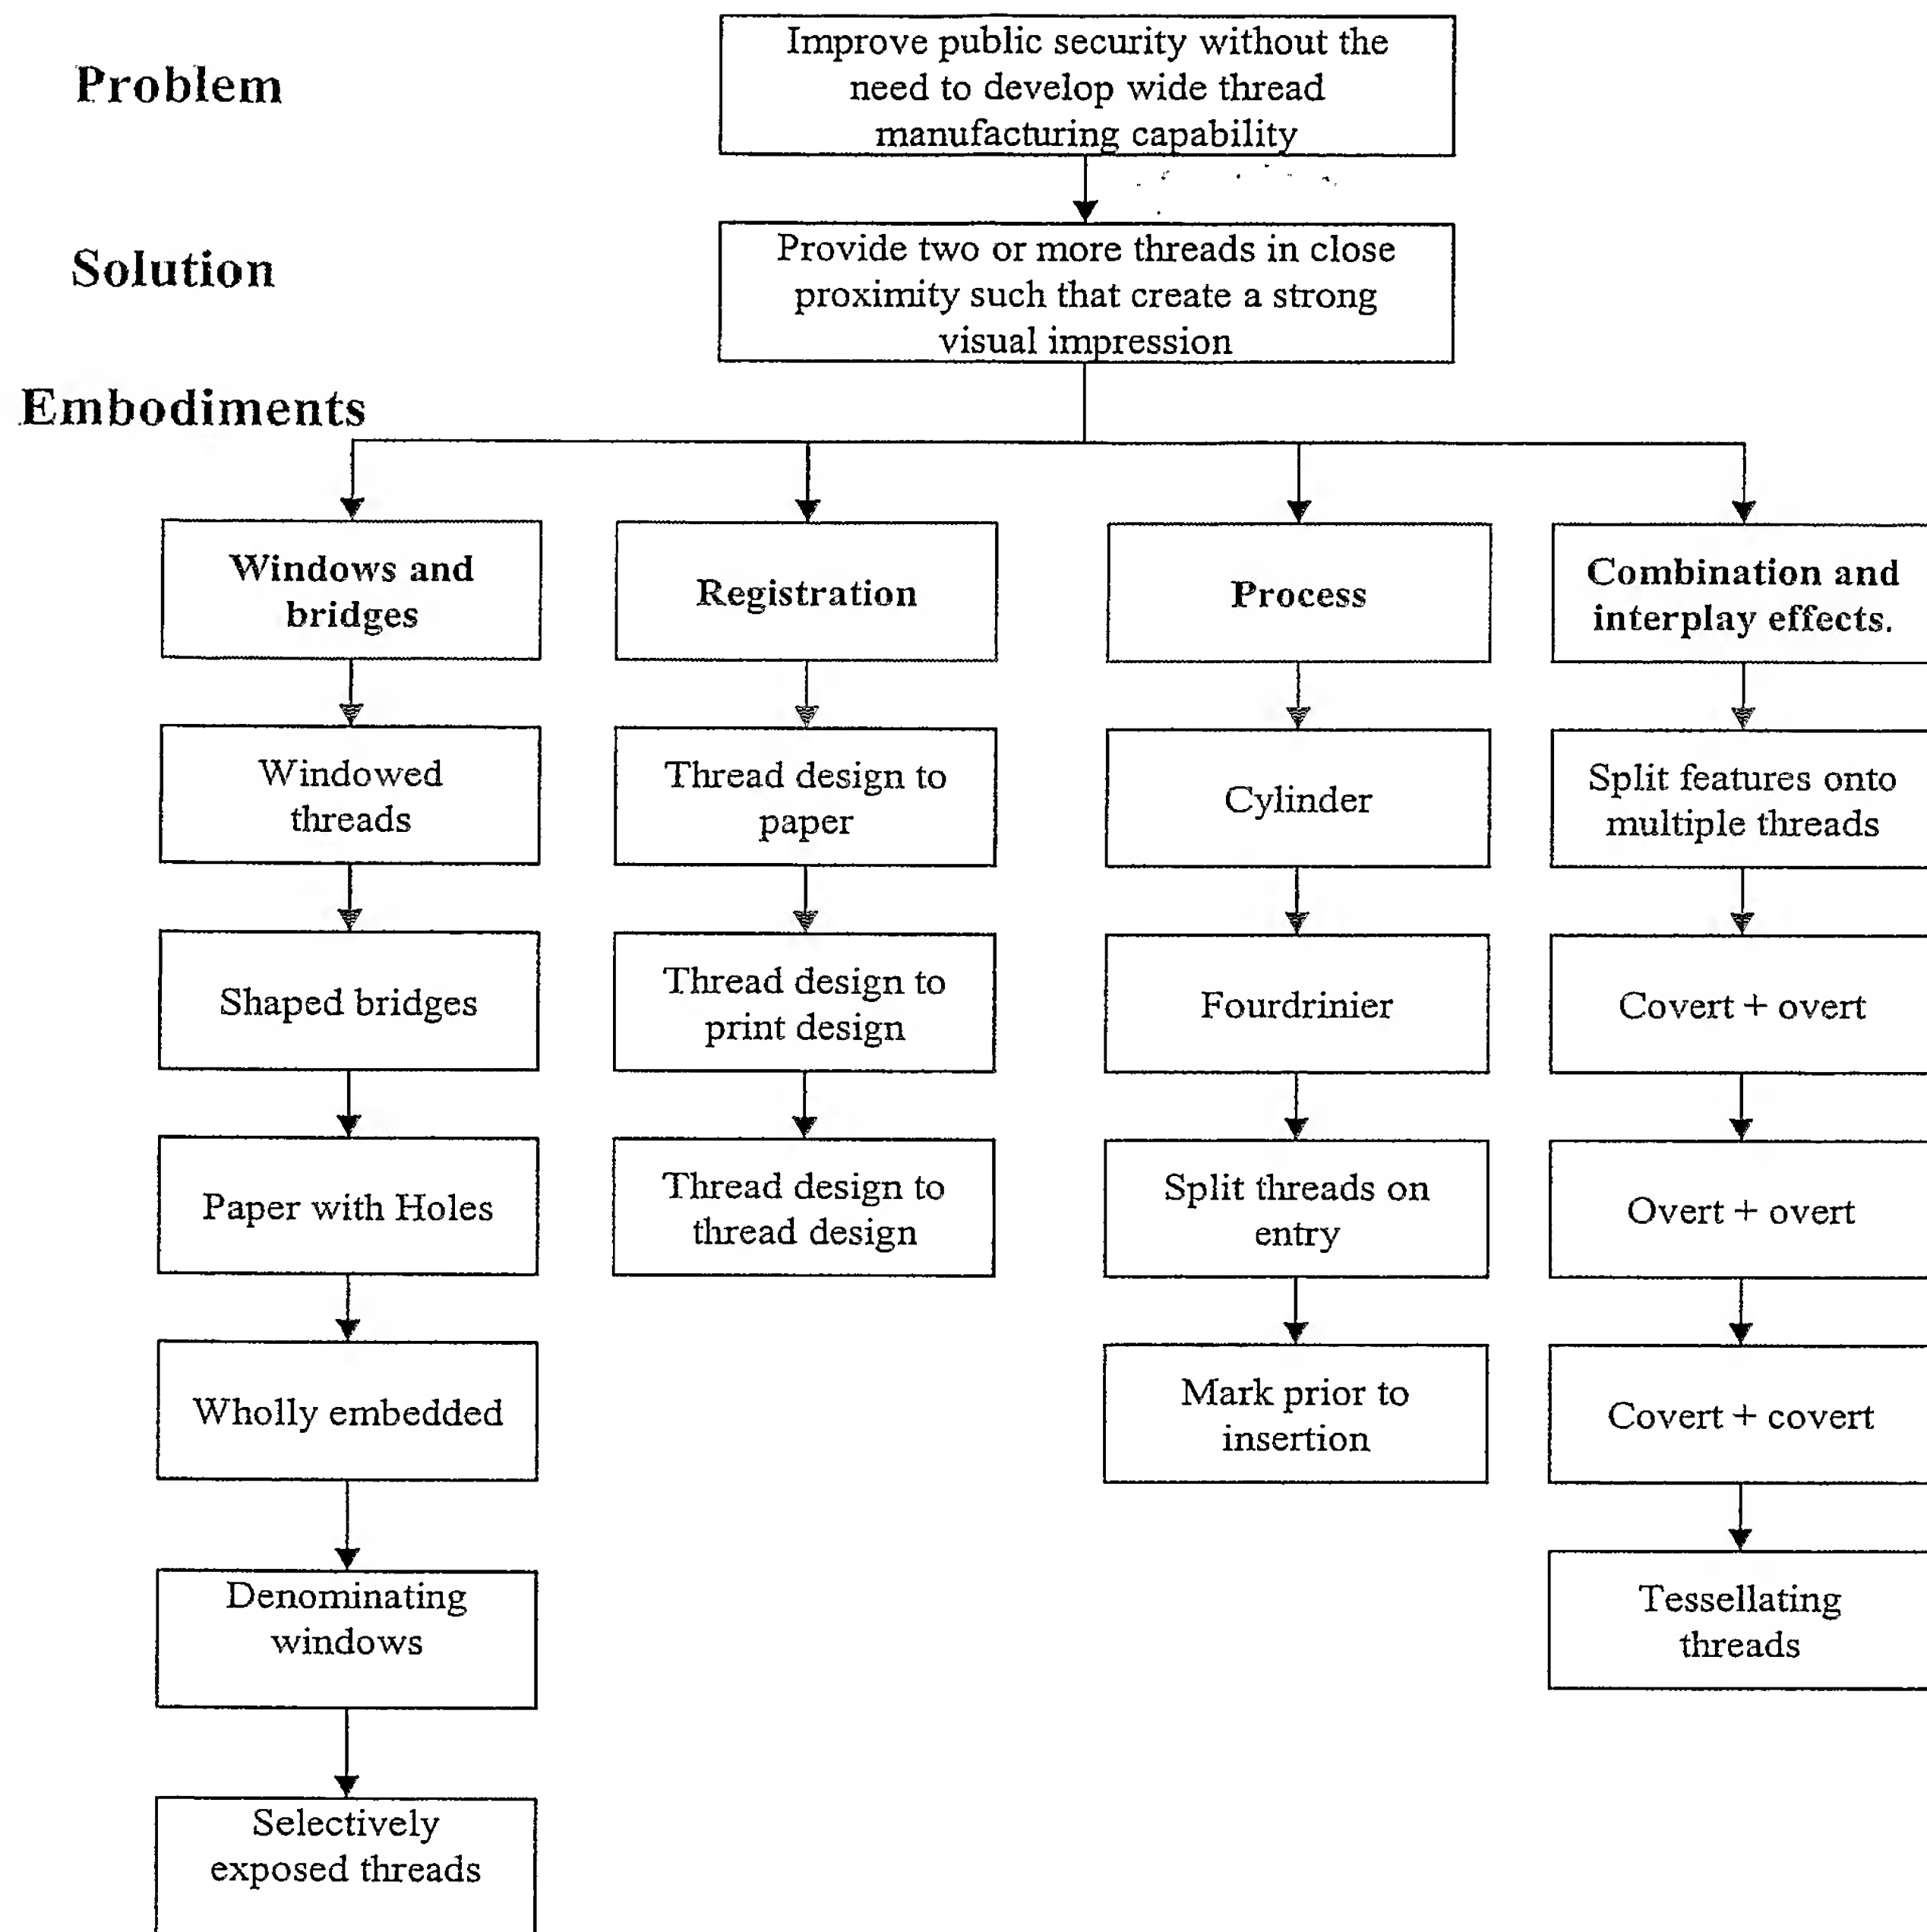 Problem
Improve public security without the
need to develop wide thread
manufacturing capability
Solution
Provide two or more threads in close
proximity such that create a strong
visual impression
Embodiments
Windows and
bridges
Registration
Process
Combination and
interplay effects.
Windowed
threads
Thread design to
paper
Cylinder
Split features onto
multiple threads
Shaped bridges
Thread design to
print design
Fourdrinier
Covert + overt
Paper with Holes
Thread design to
thread design
Split threads on
entry
Overt + overt
Wholly embedded
Mark prior to
insertion
Covert + covert
Denominating
windows
Tessellating
threads
Selectively
exposed threads